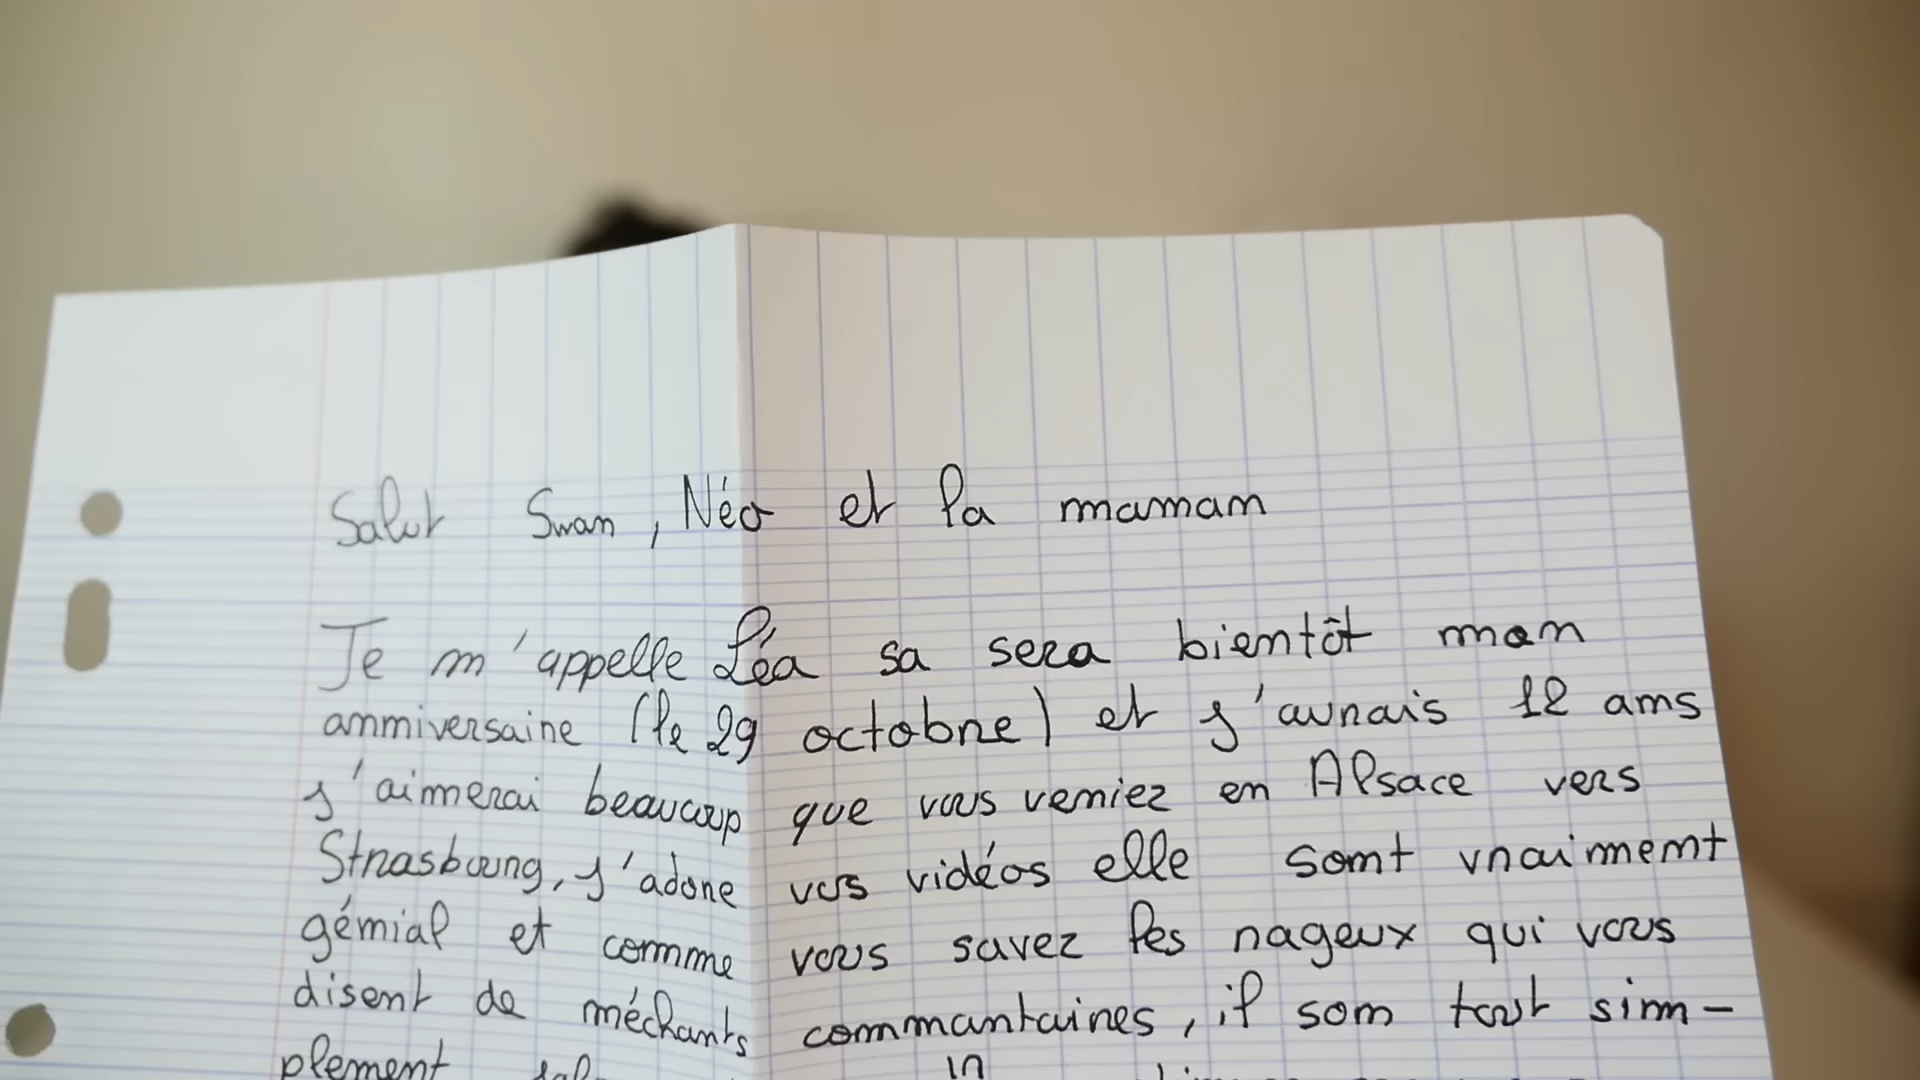 Salut Swan, Néo et la maman
Je m'appelle Léa sa sera bientôt mon
anniversaire (le 29 octobre) et j'aurais 12 ans
j'aimerai beaucoup que vous veniez en Alsace vers
Strasbourg, j'adore vos vidéos elle sont vraiment
génial et comme vous savez les rageux qui vous
disent de méchants commantaires, il son tout sim-
plement